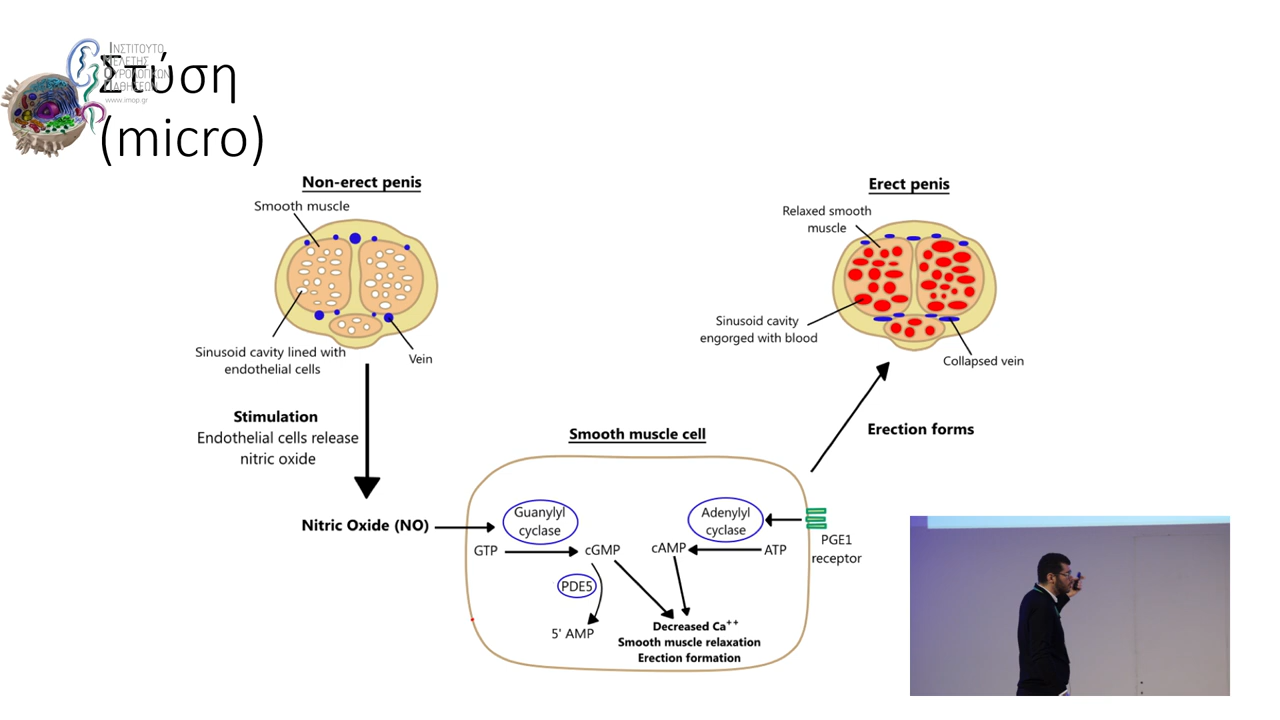 ΙΝΣΤΙΤΟΥΤΟ
ΜΕΛΕΤΗΣ
ΟΥΡΟΛΟΓΙΚΩΝ
ΠΑΘΗΣΕΩΝ
www.imop.gr
Στύση
(micro)
Non-erect penis
Smooth muscle
Sinusoid cavity lined with
endothelial cells
Vein
Erect penis
Relaxed smooth
muscle
Sinusoid cavity
engorged with blood
Collapsed vein
Stimulation
Endothelial cells release
nitric oxide
Erection forms
Smooth muscle cell
Nitric Oxide (NO)
Guanylyl
cyclase
GTP
cGMP
PDE5
5' AMP
Adenylyl
cyclase
cAMP
ATP
PGE1
receptor
Decreased Ca++
Smooth muscle relaxation
Erection formation